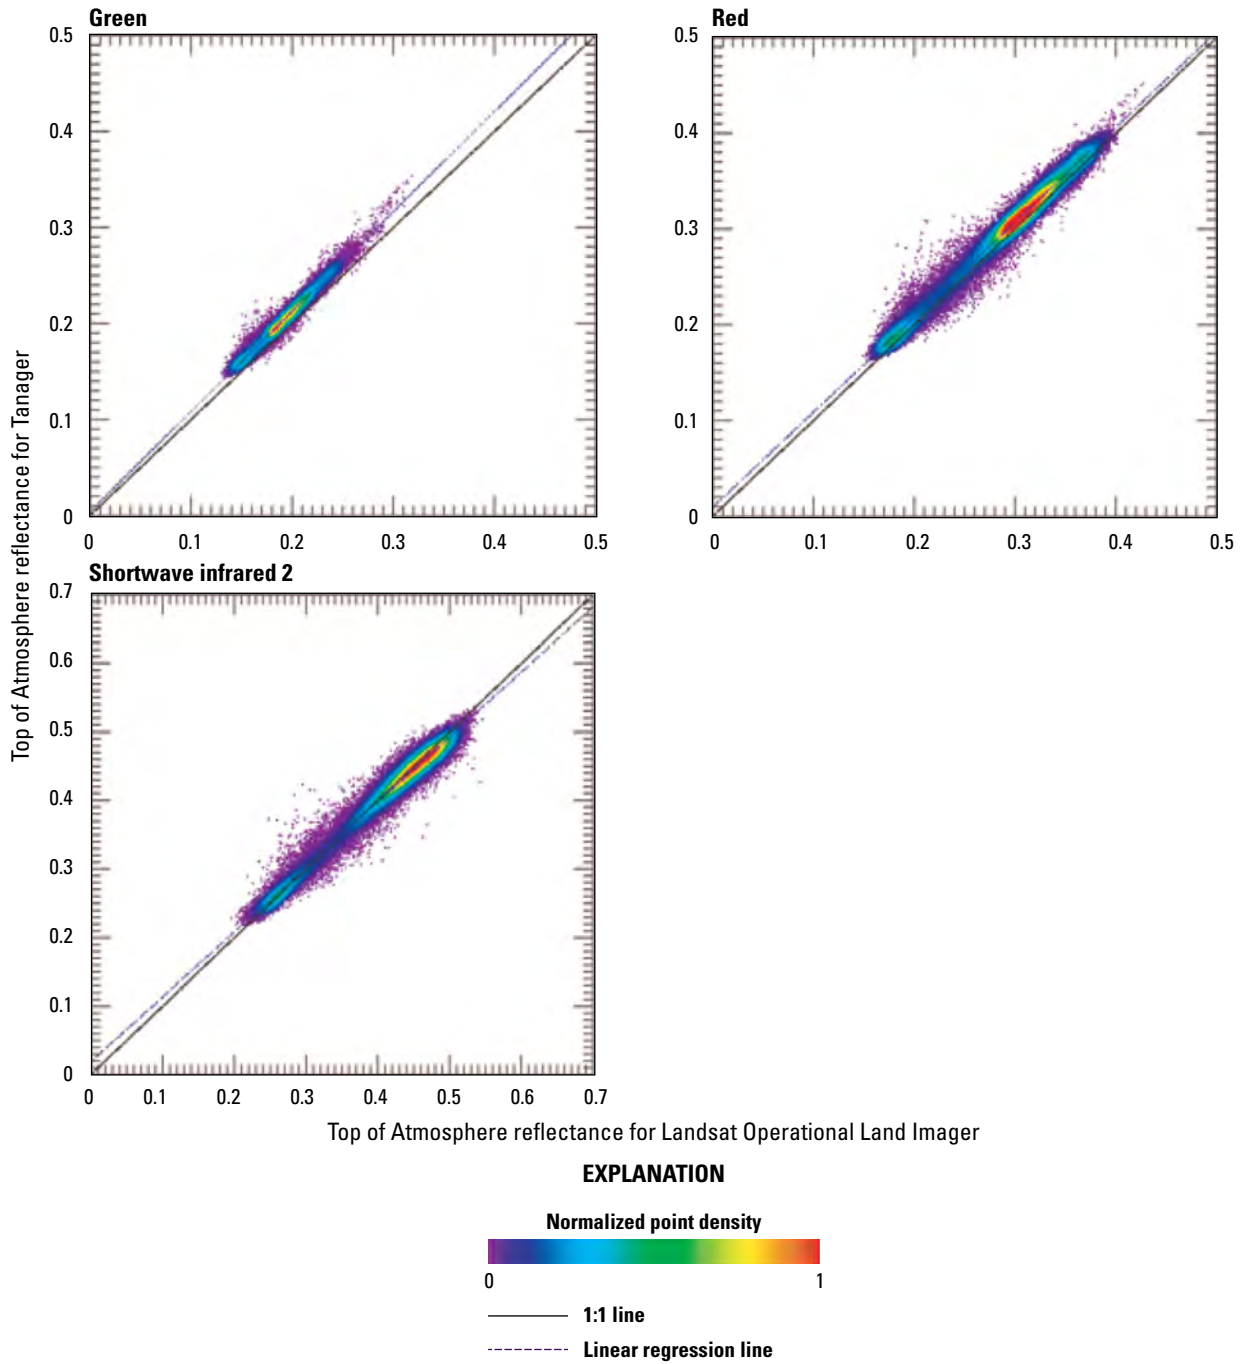 Green
0.5
0.4
0.3
0.2
0.1
0
0 0.1 0.2 0.3 0.4 0.5
Red
0.5
0.4
0.3
0.2
0.1
0
0 0.1 0.2 0.3 0.4 0.5
Top of Atmosphere reflectance for Tanager
Shortwave infrared 2
0.7
0.6
0.5
0.4
0.3
0.2
0.1
0
0 0.1 0.2 0.3 0.4 0.5 0.6 0.7
Top of Atmosphere reflectance for Landsat Operational Land Imager
EXPLANATION
Normalized point density
0 1
1:1 line
Linear regression line